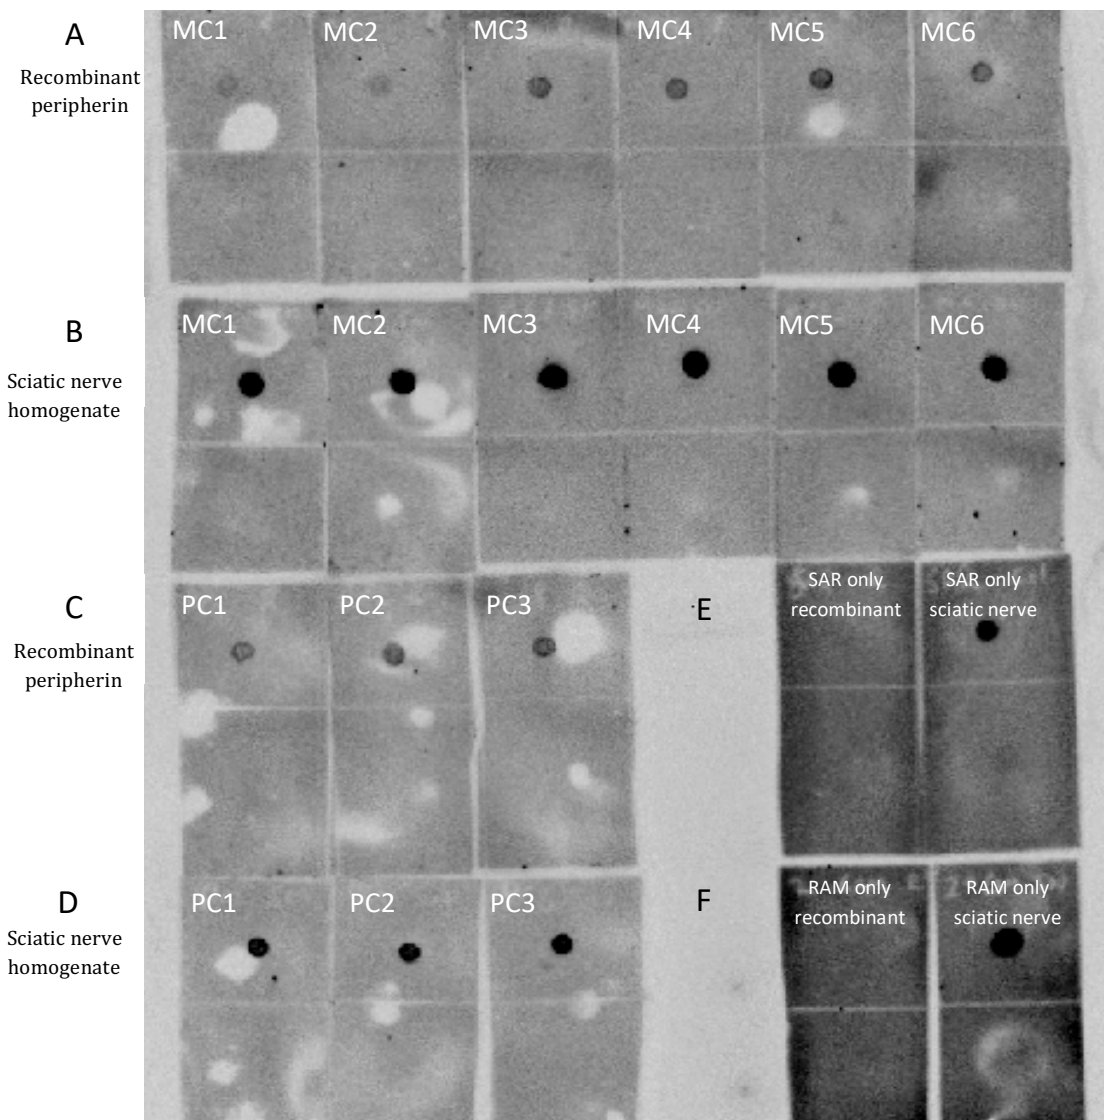 A
Recombinant
peripherin
MC1 MC2 MC3 MC4 MC5 MC6
B
Sciatic nerve
homogenate
MC1 MC2 MC3 MC4 MC5 MC6
C
Recombinant
peripherin
PC1 PC2 PC3
E
SAR only
recombinant
SAR only
sciatic nerve
D
Sciatic nerve
homogenate
PC1 PC2 PC3
F
RAM only
recombinant
RAM only
sciatic nerve